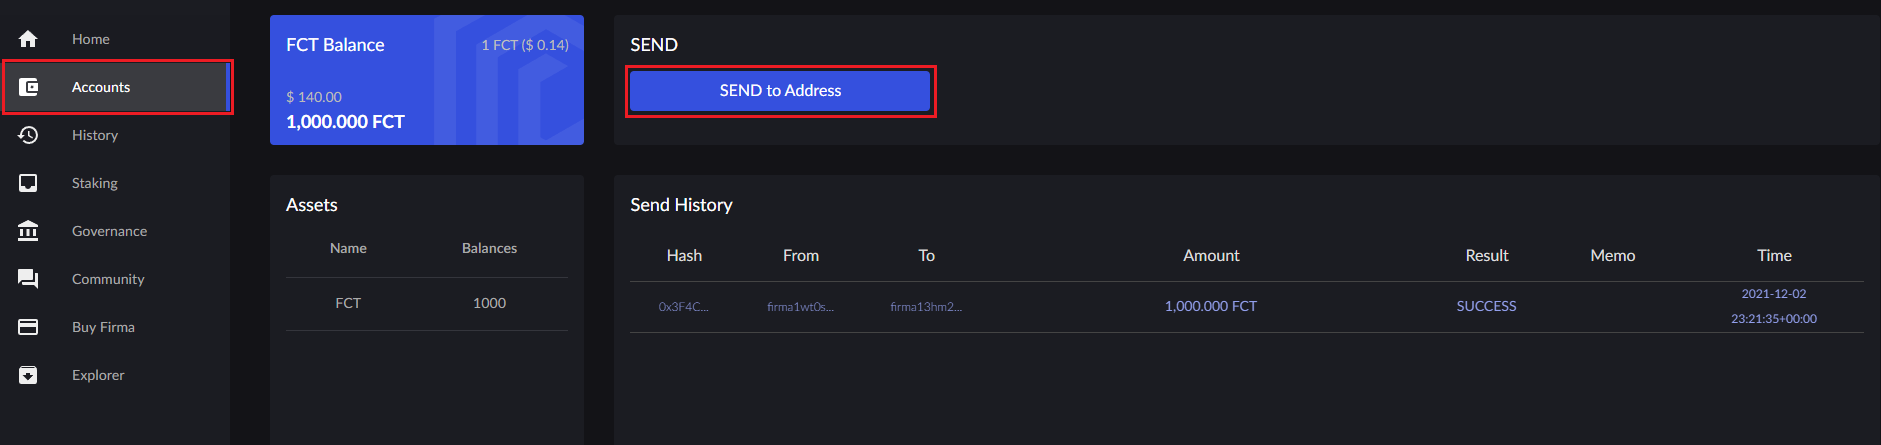 Home
Accounts
History
Staking
Governance
Community
Buy Firma
Explorer
FCT Balance
1 FCT ($ 0.14)
$ 140.00
1,000.000 FCT
SEND
SEND to Address
Assets
Name Balances
FCT 1000
Send History
Hash From To Amount Result Memo Time
0x3F4C... firma1wt0s... firma13hm2... 1,000.000 FCT SUCCESS 2021-12-02
23:21:35+00:00